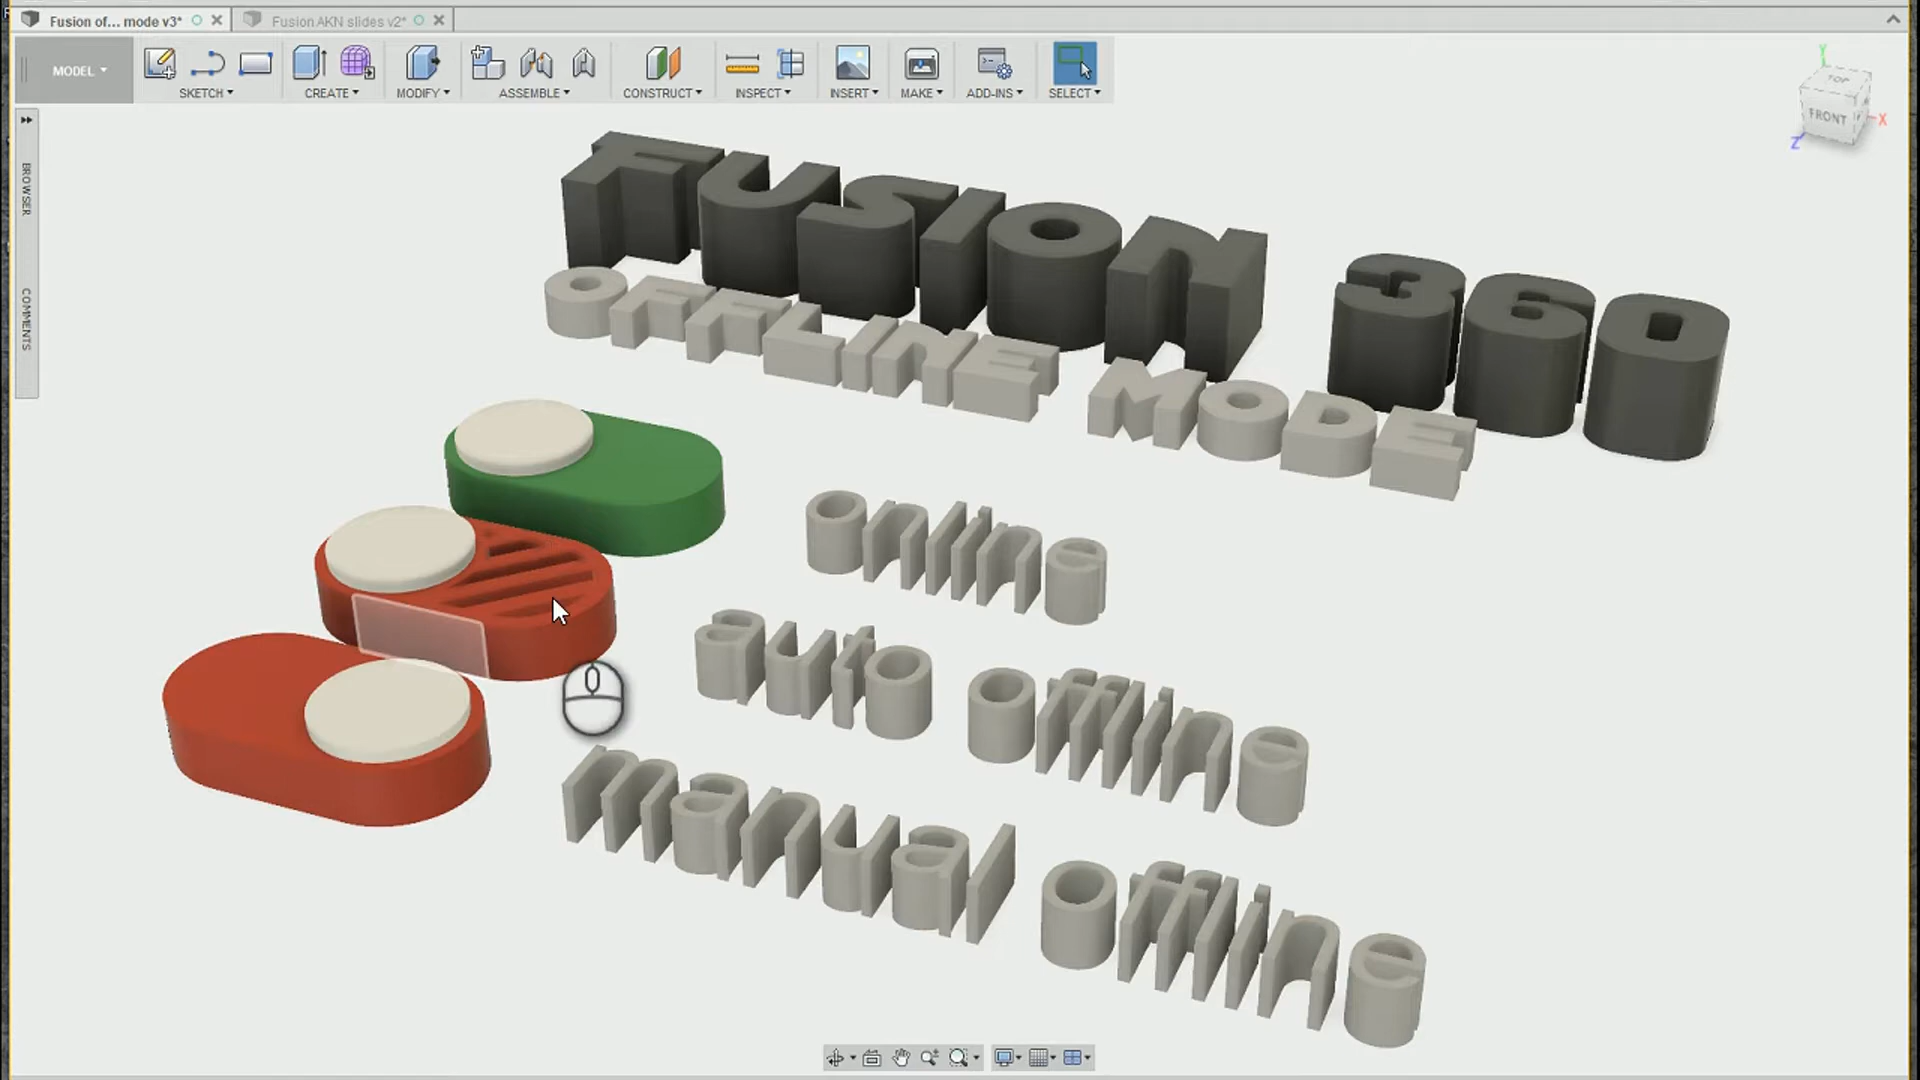 Fusion of... mode v3*
Fusion AKN slides v2*
MODEL
SKETCH
CREATE
MODIFY
ASSEMBLE
CONSTRUCT
INSPECT
INSERT
MAKE
ADD-INS
SELECT
Y
TOP
FRONT
X
Z
BROWSER
COMMENTS
FUSION 360
OFFLINE MODE
online
auto offline
manual offline